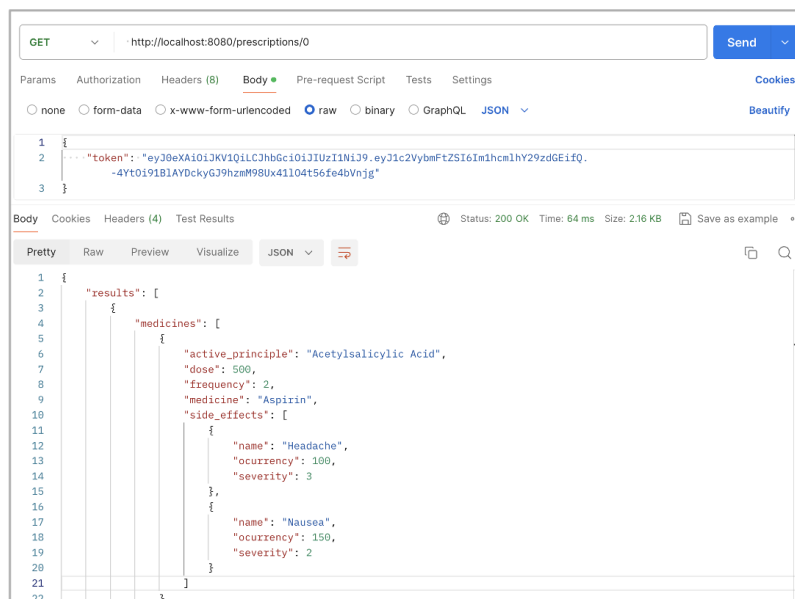 GET http://localhost:8080/prescriptions/0 Send
Params Authorization Headers (8) Body Pre-request Script Tests Settings Cookies
none form-data x-www-form-urlencoded raw binary GraphQL JSON Beautify
1 {
2 ····"token":·"eyJ0eXAiOiJKV1QiLCJhbGciOiJIUzI1NiJ9.eyJ1c2VybmFtZSI6Im1hcmlhY29zdGEifQ.
-4YtOi91BlAYDckyGJ9hzmM98Ux41lO4t56fe4bVnjg"
3 }
Body Cookies Headers (4) Test Results Status: 200 OK Time: 64 ms Size: 2.16 KB Save as example
Pretty Raw Preview Visualize JSON
1 {
2 "results": [
3 {
4 "medicines": [
5 {
6 "active_principle": "Acetylsalicylic Acid",
7 "dose": 500,
8 "frequency": 2,
9 "medicine": "Aspirin",
10 "side_effects": [
11 {
12 "name": "Headache",
13 "ocurrency": 100,
14 "severity": 3
15 },
16 {
17 "name": "Nausea",
18 "ocurrency": 150,
19 "severity": 2
20 }
21 ]
22 }